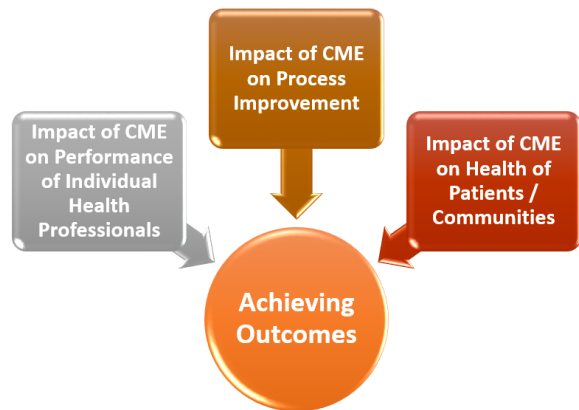 Impact of CME
on Process
Improvement
Impact of CME
on Performance
of Individual
Health
Professionals
Impact of CME
on Health of
Patients /
Communities
Achieving
Outcomes